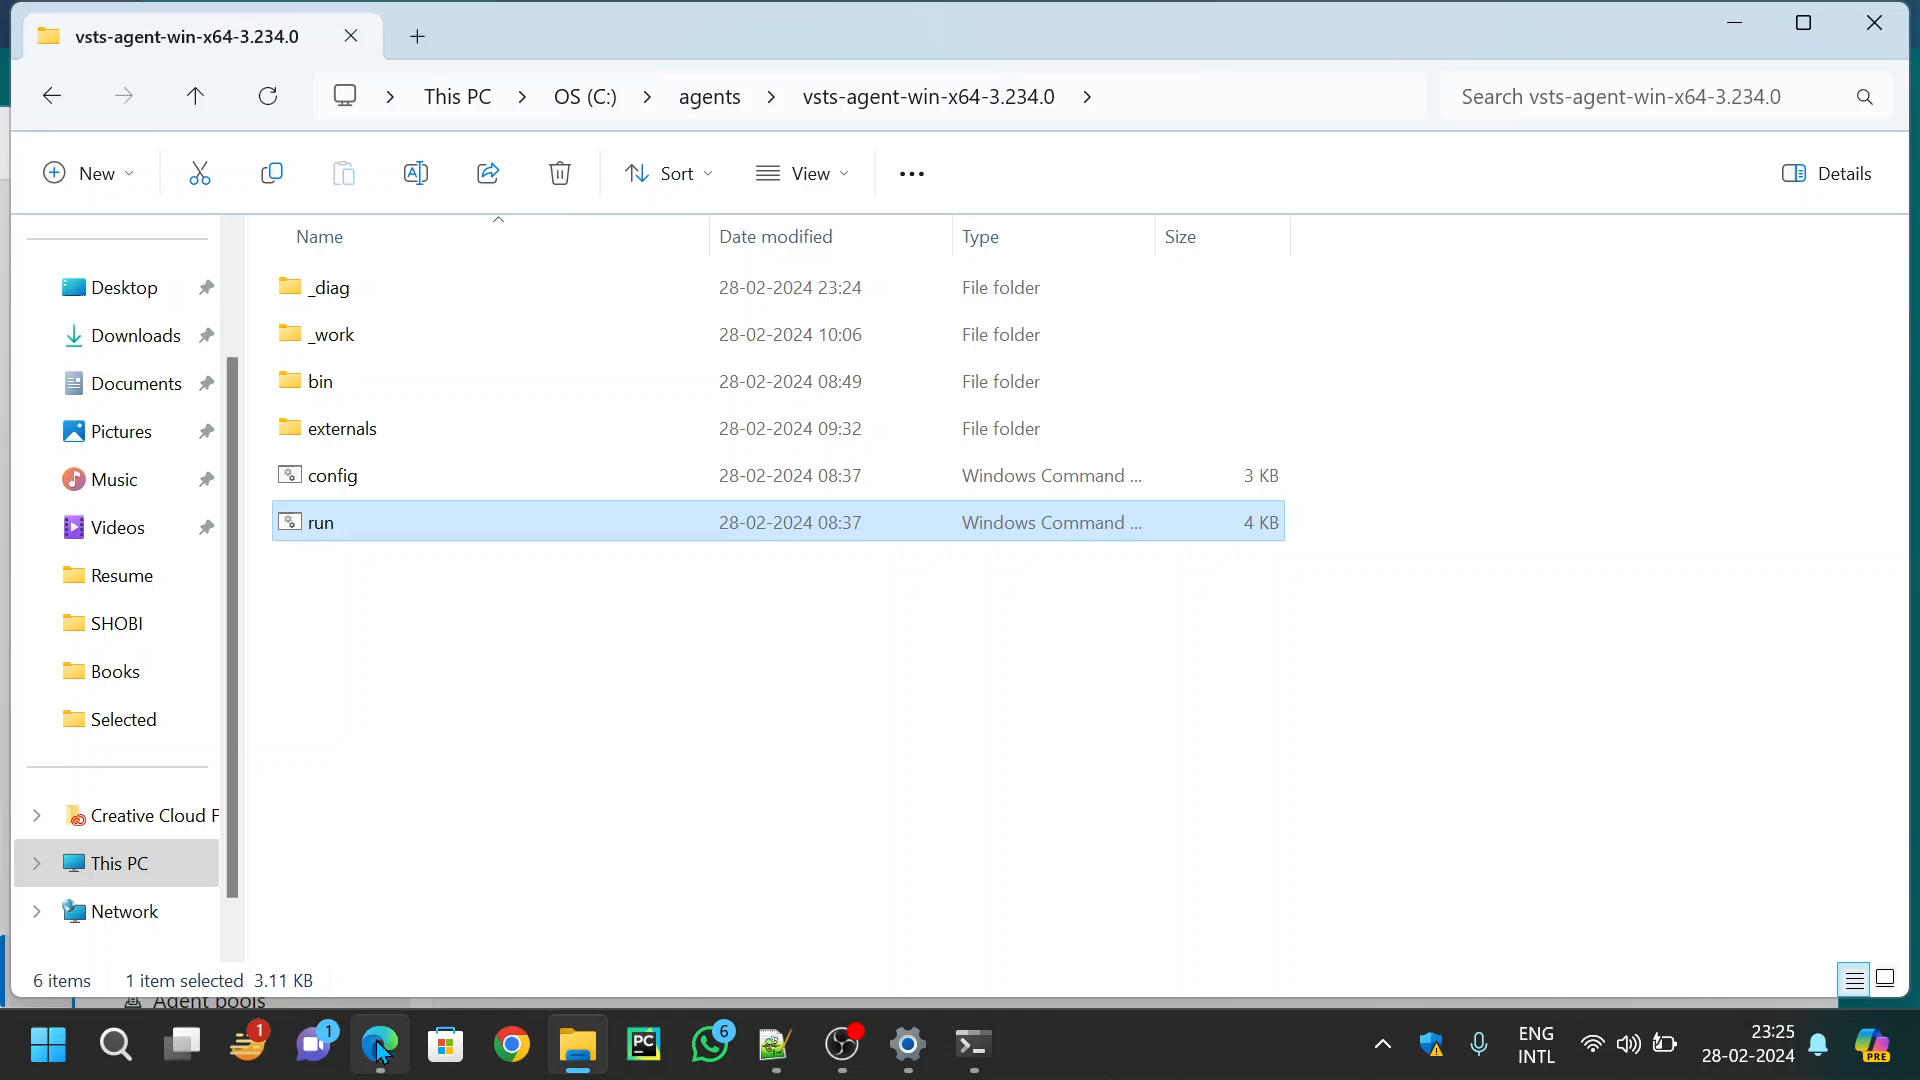 vsts-agent-win-x64-3.234.0
This PC
OS (C:)
agents
vsts-agent-win-x64-3.234.0
Search vsts-agent-win-x64-3.234.0
New
Sort
View
Details
Name
Date modified
Type
Size
_diag 28-02-2024 23:24 File folder
_work 28-02-2024 10:06 File folder
bin 28-02-2024 08:49 File folder
externals 28-02-2024 09:32 File folder
config 28-02-2024 08:37 Windows Command ... 3 KB
run 28-02-2024 08:37 Windows Command ... 4 KB
Desktop
Downloads
Documents
Pictures
Music
Videos
Resume
SHOBI
Books
Selected
Creative Cloud F
This PC
Network
6 items
1 item selected 3.11 KB
Agent pools
1
1
PC
6
ENG
INTL
23:25
28-02-2024
PRE